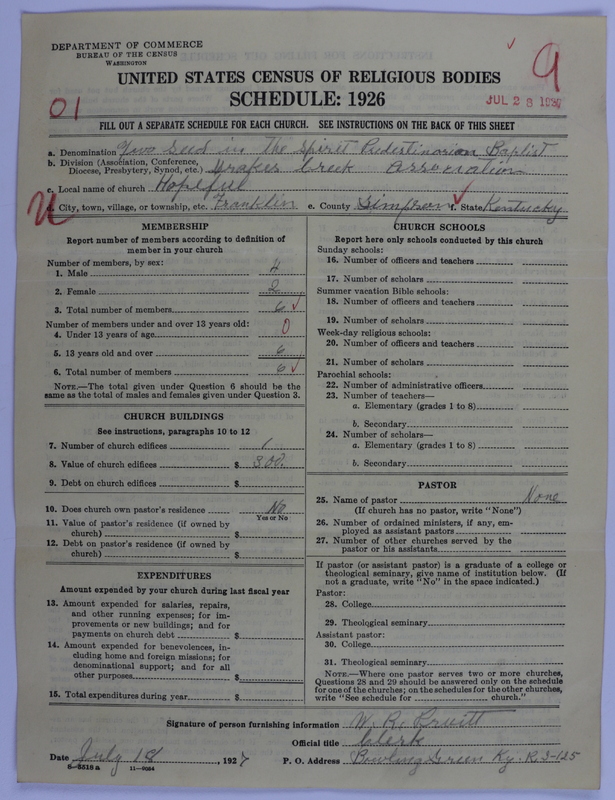 DEPARTMENT OF COMMERCE
BUREAU OF THE CENSUS
WASHINGTON
9
UNITED STATES CENSUS OF RELIGIOUS BODIES
SCHEDULE: 1926
01
JUL 28 192
FILL OUT A SEPARATE SCHEDULE FOR EACH CHURCH. SEE INSTRUCTIONS ON THE BACK OF THIS SHEET
a. Denomination Two Seed in the Spirit Predestinarian Baptist
b. Division (Association, Conference, Diocese, Presbytery, Synod, etc.) Drakes Creek Association
c. Local name of church Hopeful
d. City, town, village, or township, etc. Franklin e. County Simpson f. State Kentucky
MEMBERSHIP
Report number of members according to definition of
member in your church
Number of members, by sex:
1. Male 4
2. Female 2
3. Total number of members 6 ✓
Number of members under and over 13 years old:
4. Under 13 years of age 0
5. 13 years old and over 6
6. Total number of members 6 ✓
NOTE.—The total given under Question 6 should be
same as the total of males and females given under Question 3.
CHURCH BUILDINGS
See instructions, paragraphs 10 to 12
7. Number of church edifices 1
8. Value of church edifices $ 300.
9. Debt on church edifices $
10. Does church own pastor's residence No
Yes or No
11. Value of pastor's residence (if owned by
church) $
12. Debt on pastor's residence (if owned by
church) $
EXPENDITURES
Amount expended by your church during last fiscal year
13. Amount expended for salaries, repairs,
and other running expenses; for im-
provements or new buildings; and for
payments on church debt $
14. Amount expended for benevolences, in-
cluding home and foreign missions; for
denominational support; and for all
other purposes $
15. Total expenditures during year $
CHURCH SCHOOLS
Report here only schools conducted by this church
Sunday schools:
16. Number of officers and teachers
17. Number of scholars
Summer vacation Bible schools:
18. Number of officers and teachers
19. Number of scholars
Week-day religious schools:
20. Number of officers and teachers
21. Number of scholars
Parochial schools:
22. Number of administrative officers
23. Number of teachers—
a. Elementary (grades 1 to 8)
b. Secondary
24. Number of scholars—
a. Elementary (grades 1 to 8)
b. Secondary
PASTOR
25. Name of pastor None
(If church has no pastor, write "None")
26. Number of ordained ministers, if any, em-
ployed as assistant pastors
27. Number of other churches served by the
pastor or his assistants
If pastor (or assistant pastor) is a graduate of a college or
theological seminary, give name of institution below. (If
not a graduate, write "No" in the space indicated.)
Pastor:
28. College
29. Theological seminary
Assistant pastor:
30. College
31. Theological seminary
NOTE.—Where one pastor serves two or more churches,
Questions 28 and 29 should be answered only on the schedule
for one of the churches; on the schedules for the other churches,
write "See schedule for church."
Signature of person furnishing information W. R. Pruitt
Official title Clerk
Date July 18, 1927 P. O. Address Bowling Green Ky. R 3-125
8—5518 a 11—9084